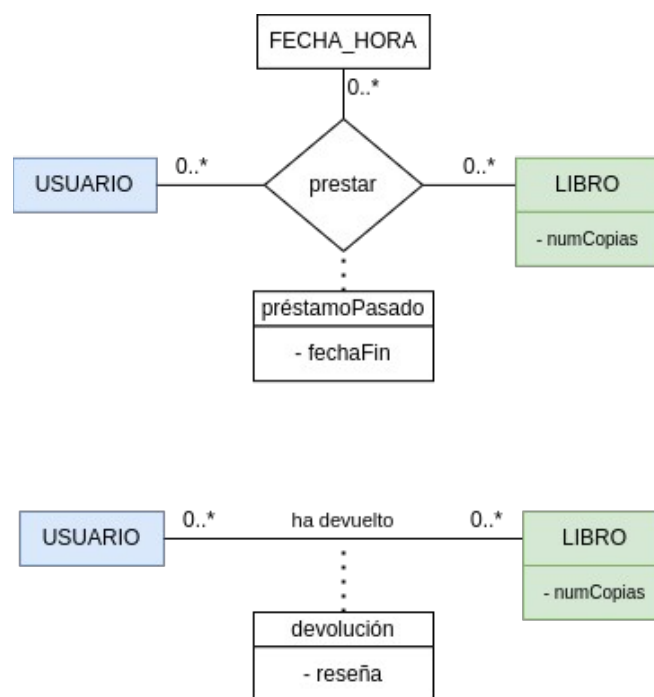 FECHA_HORA
0..*
0..*
0..*
USUARIO
prestar
LIBRO
- numCopias
préstamoPasado
- fechaFin
0..*
ha devuelto
0..*
USUARIO
LIBRO
- numCopias
devolución
- reseña